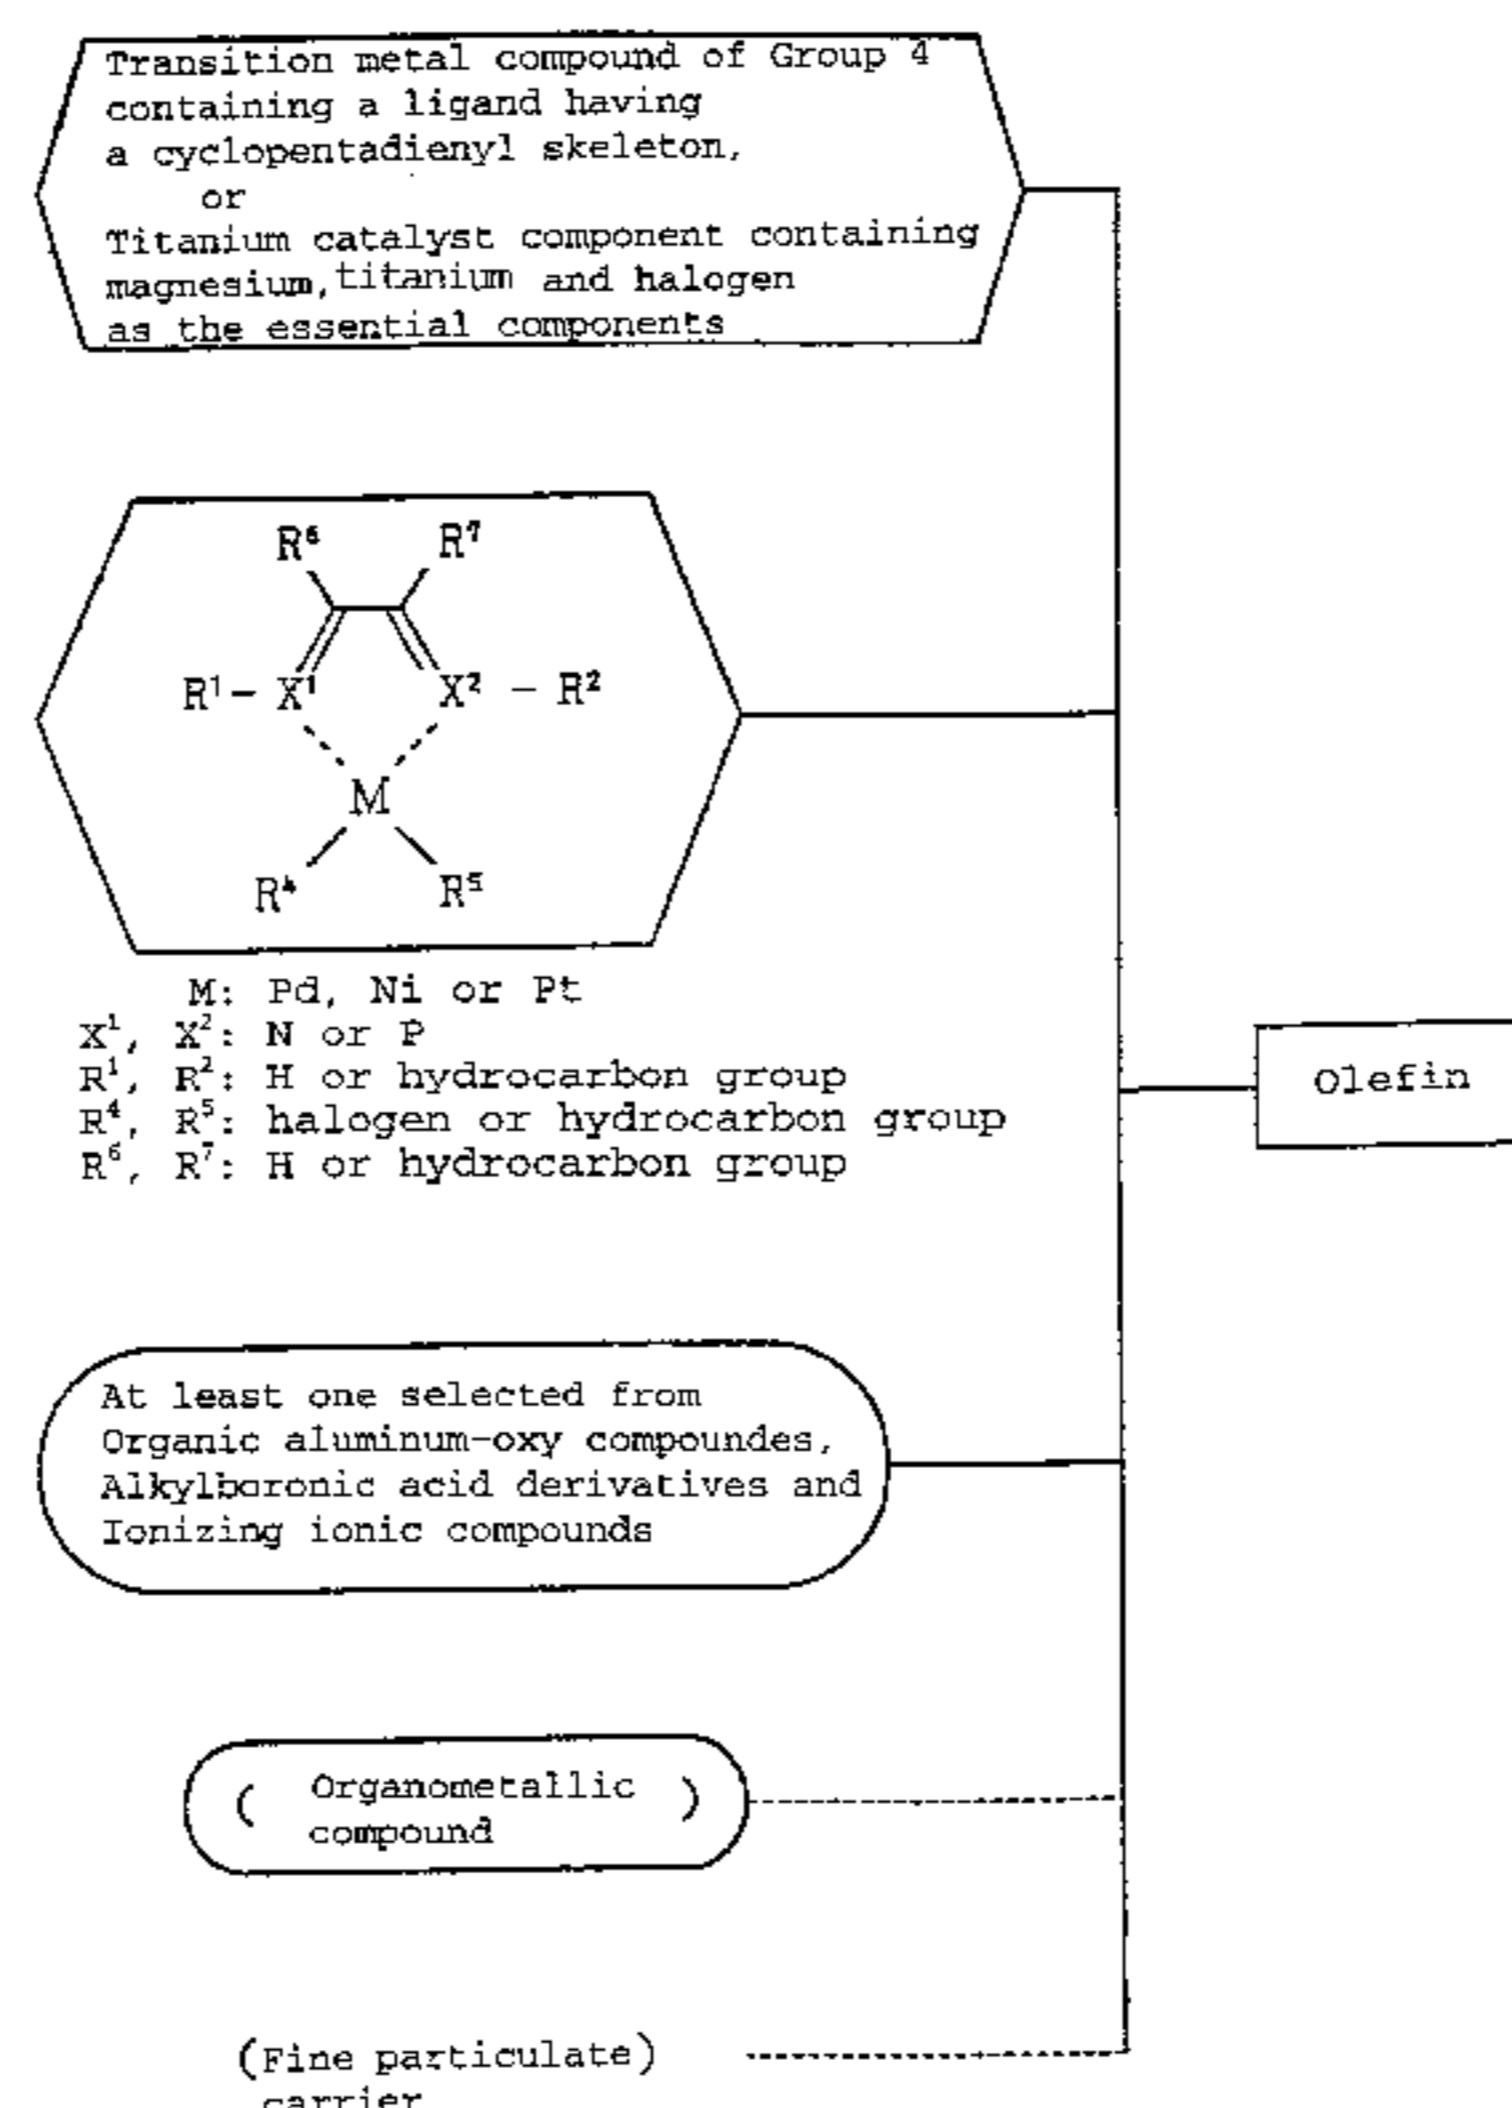 Transition metal compound of Group 4
containing a ligand having
a cyclopentadienyl skeleton,
or
Titanium catalyst component containing
magnesium, titanium and halogen
as the essential components
R⁶ R⁷
R¹– X¹ X² – R²
M
R⁴ R⁵
M: Pd, Ni or Pt
X¹, X²: N or P
R¹, R²: H or hydrocarbon group
R⁴, R⁵: halogen or hydrocarbon group
R⁶, R⁷: H or hydrocarbon group
Olefin
At least one selected from
Organic aluminum-oxy compoundes,
Alkylboronic acid derivatives and
Ionizing ionic compounds
( Organometallic )
compound
(Fine particulate)
carrier